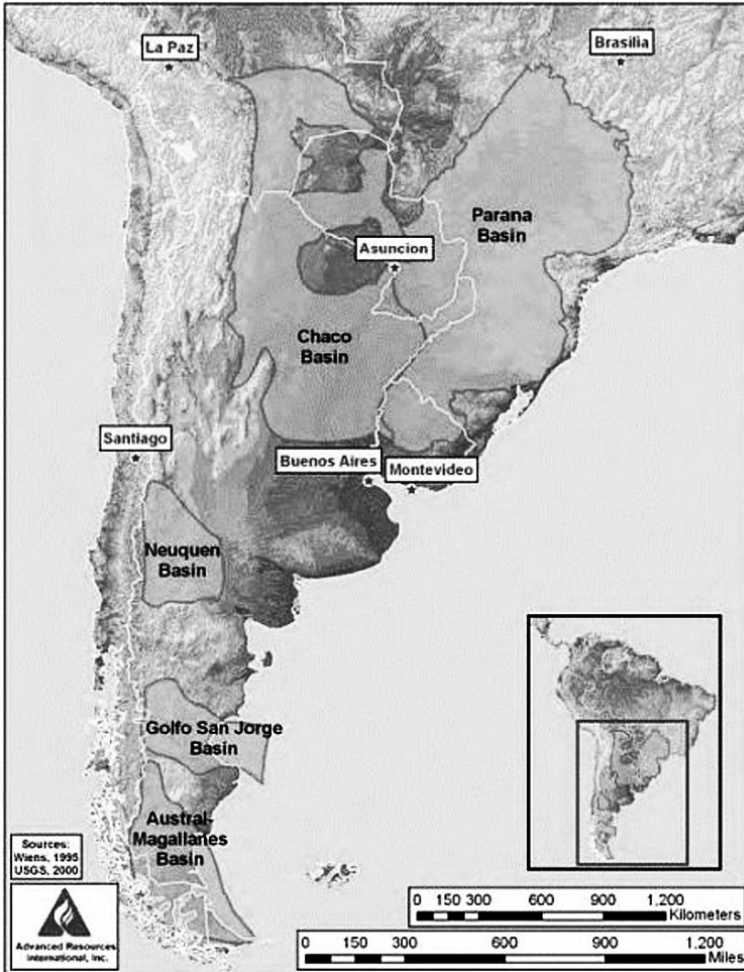 La Paz
Brasilia
Parana
Basin
Asuncion
Chaco
Basin
Santiago
Buenos Aires
Montevideo
Neuquen
Basin
Golfo San Jorge
Basin
Austral-
Magallanes
Basin
Sources:
Wiens, 1995
USGS, 2000
Advanced Resources
International, Inc.
0 150 300 600 900 1,200
Kilometers
0 150 300 600 900 1,200
Miles